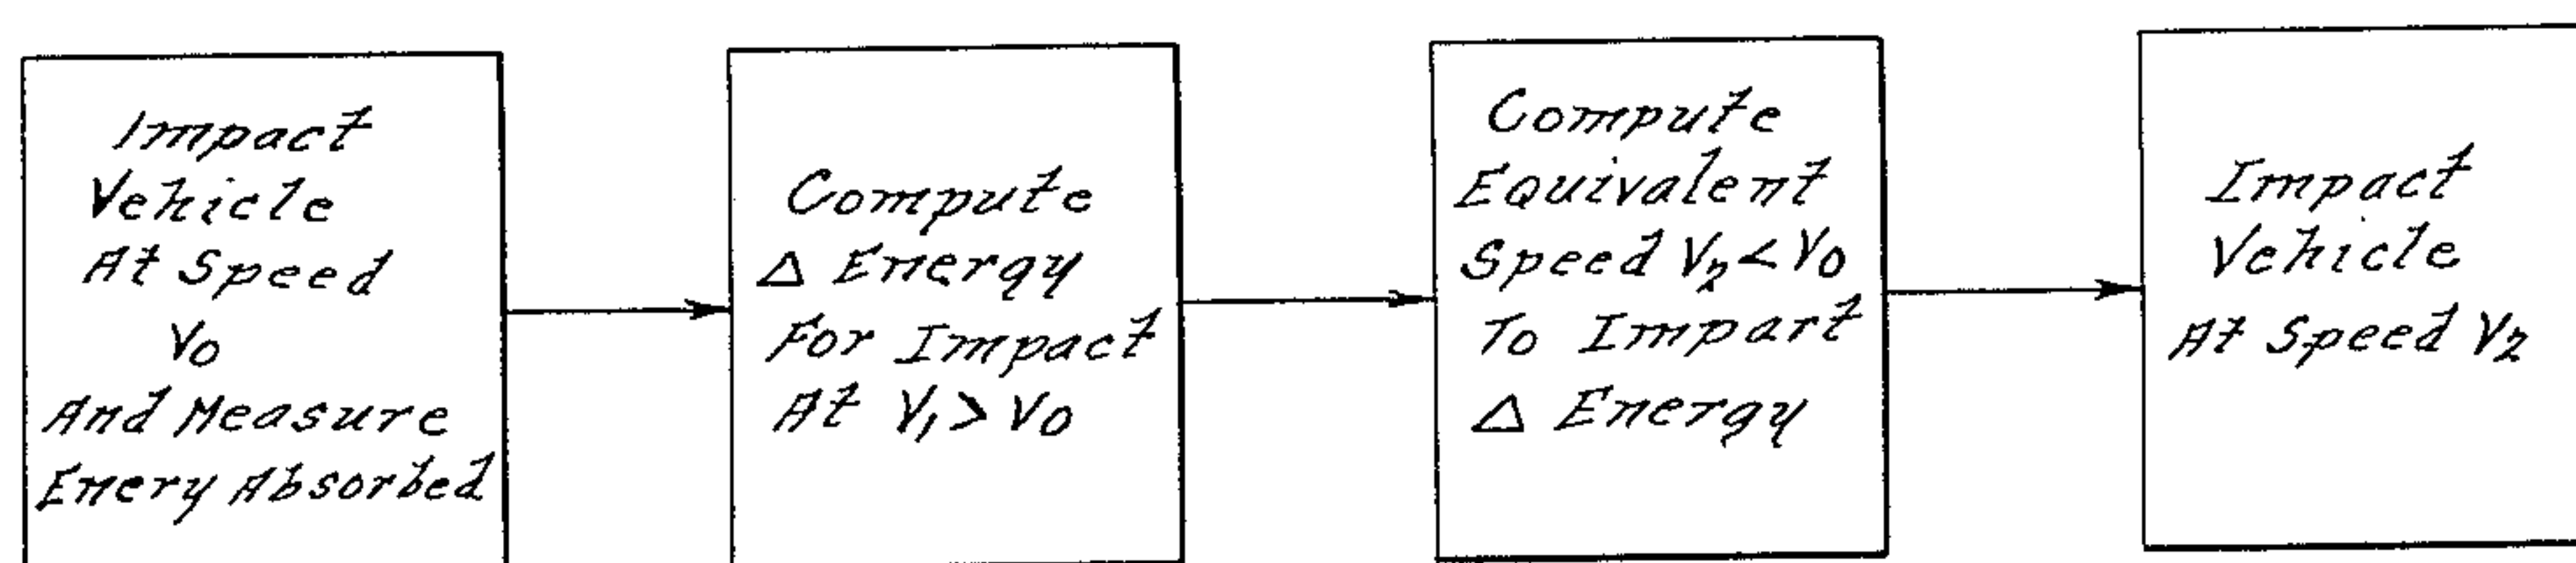 Impact
Vehicle
At Speed
V0
And Measure
Enery Absorbed
Compute
Δ Energy
For Impact
At V1 > V0
Compute
Equivalent
Speed V2 < V0
To Impart
Δ Energy
Impact
Vehicle
At Speed V2